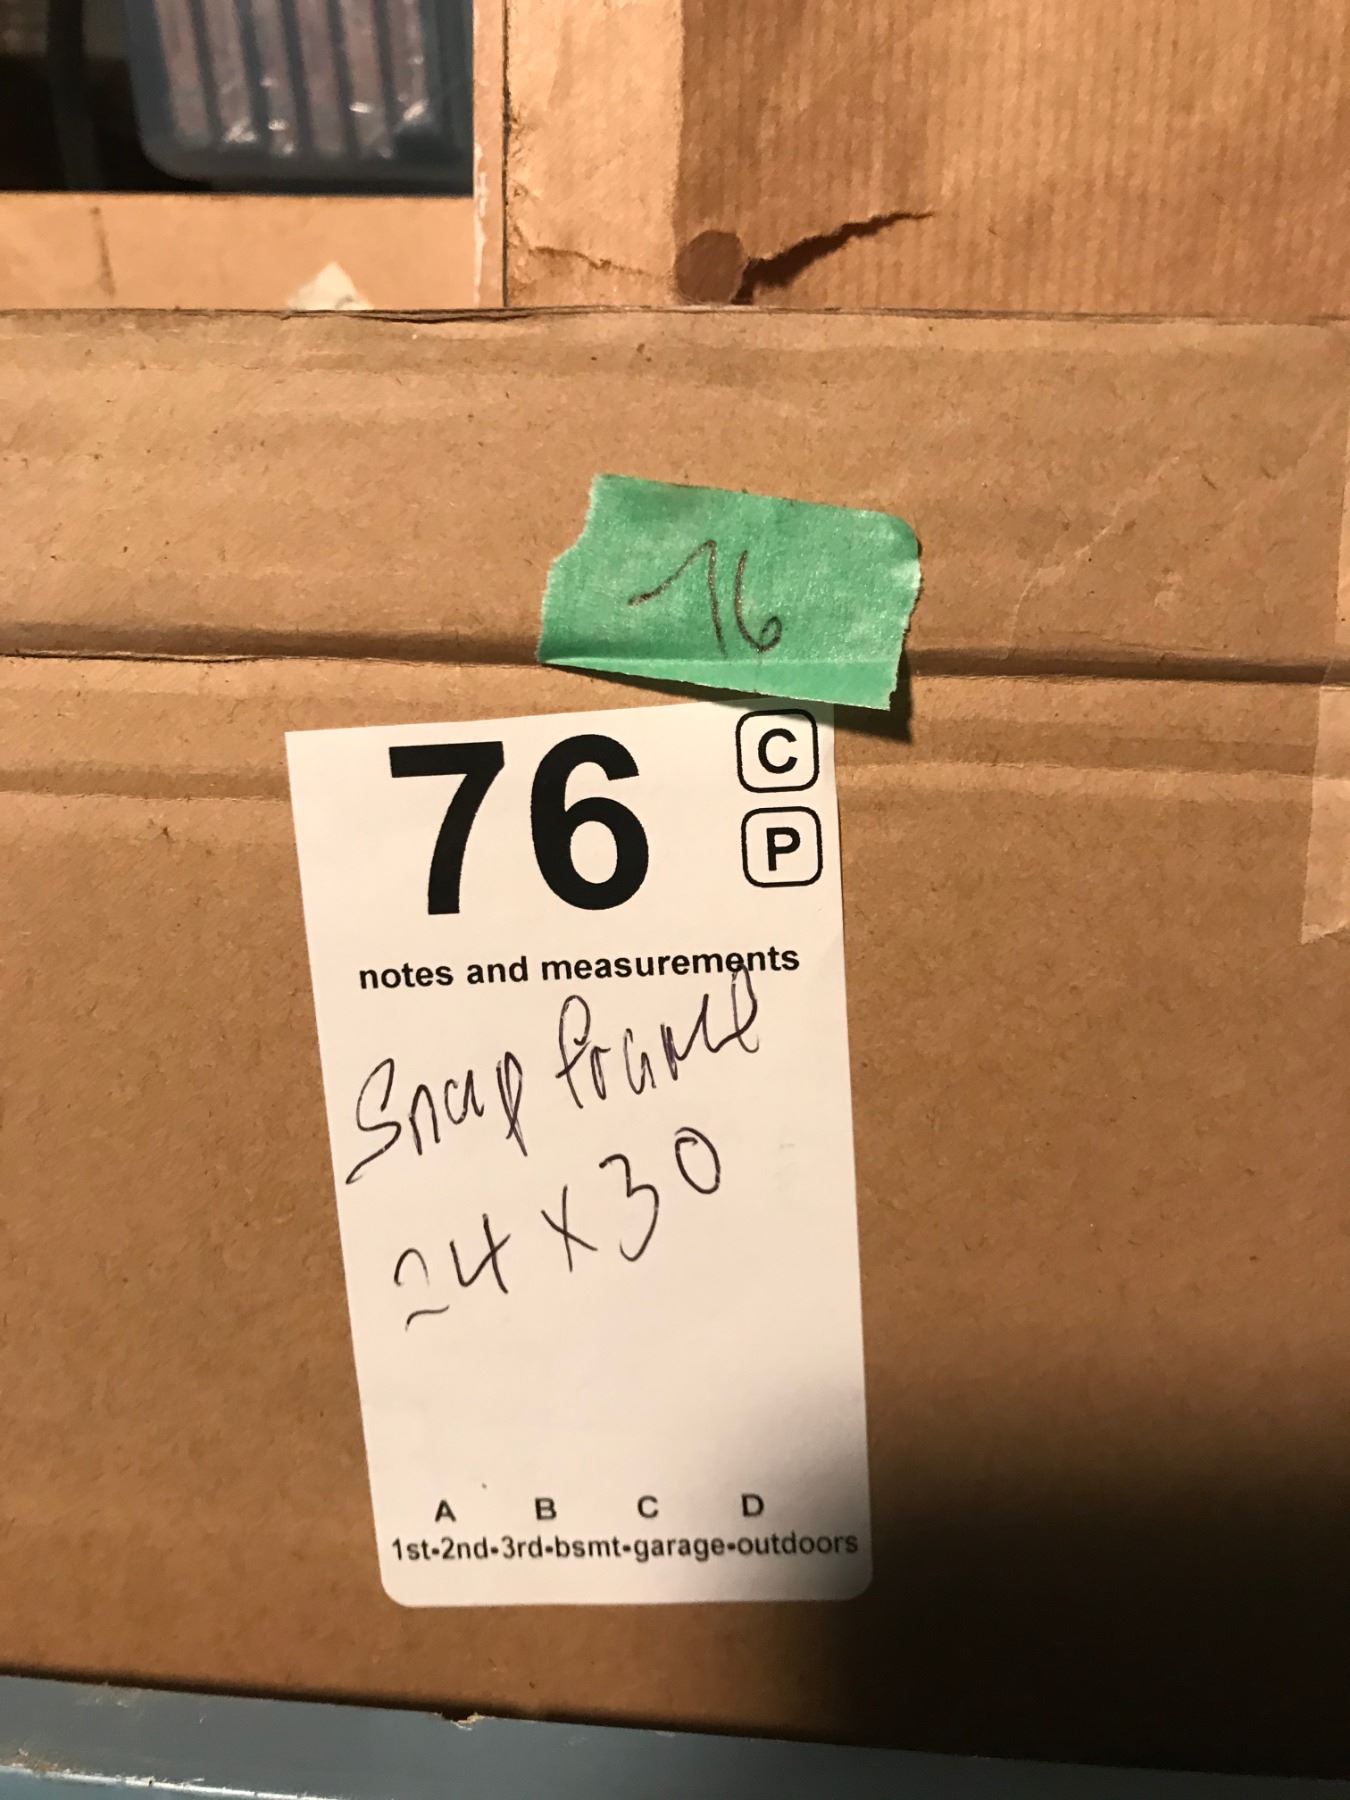 76
76 C
P
notes and measurements
Snap frame
24 x 30
A B C D
1st-2nd-3rd-bsmt-garage-outdoors